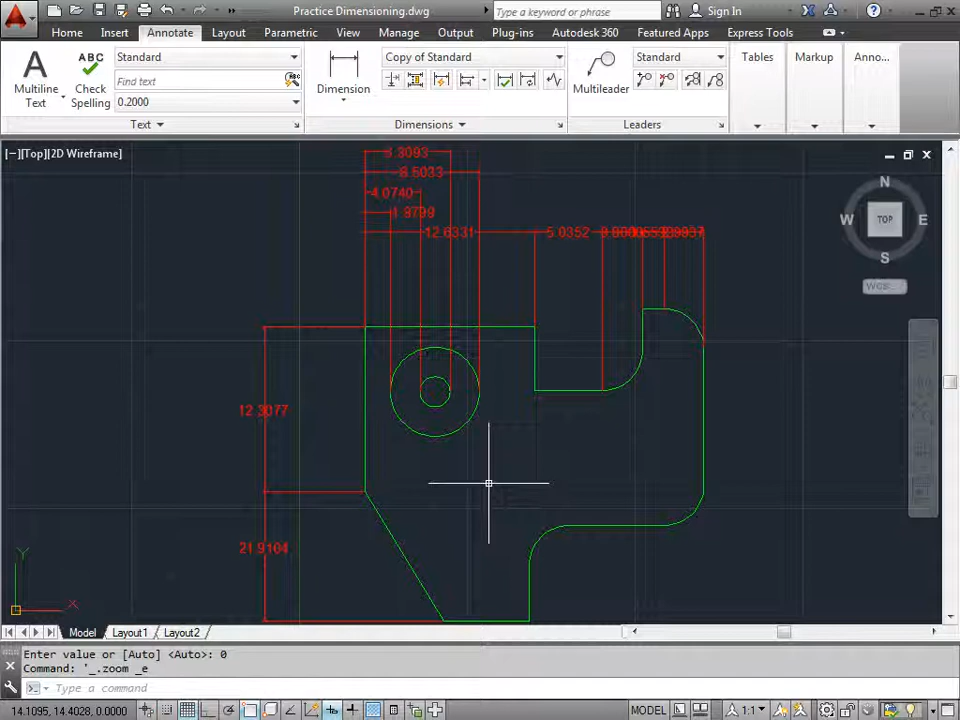 Practice Dimensioning.dwg
Type a keyword or phrase
Sign In
Home Insert Annotate Layout Parametric View Manage Output Plug-ins Autodesk 360 Featured Apps Express Tools
Multiline
Text
ABC
Check
Spelling
Standard
Find text
0.2000
Text
Dimension
Copy of Standard
Dimensions
Multileader
Standard
Leaders
Tables
Markup
Anno...
[−][Top][2D Wireframe]
N
W TOP E
S
WCS
8.5033
4.0740
1.9799
12.6331 5.0352
12.3077
21.9104
Y
X
Model Layout1 Layout2
Enter value or [Auto] <Auto>: 0
Command: '_.zoom _e
Type a command
14.1095, 14.4028, 0.0000
MODEL
1:1